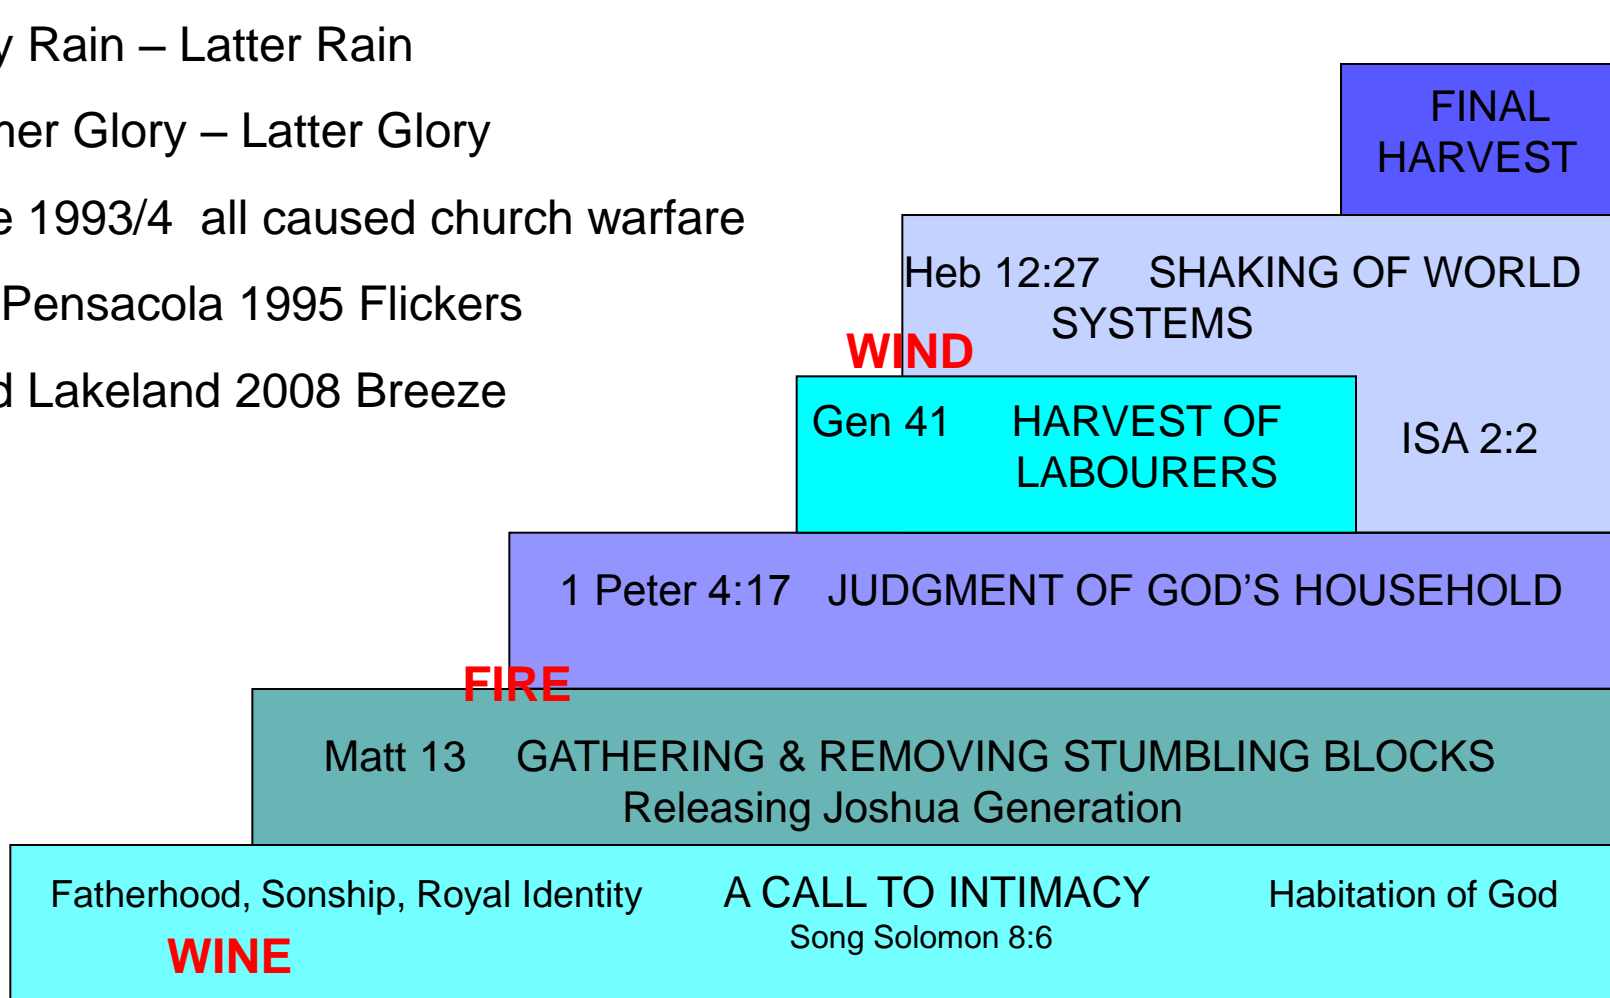 Rain – Latter Rain
Glory – Latter Glory
1993/4 all caused church warfare
Pensacola 1995 Flickers
Lakeland 2008 Breeze
FINAL
HARVEST
Heb 12:27 SHAKING OF WORLD
SYSTEMS
WIND
Gen 41 HARVEST OF
LABOURERS
ISA 2:2
1 Peter 4:17 JUDGMENT OF GOD’S HOUSEHOLD
FIRE
Matt 13 GATHERING & REMOVING STUMBLING BLOCKS
Releasing Joshua Generation
Fatherhood, Sonship, Royal Identity A CALL TO INTIMACY Habitation of God
Song Solomon 8:6
WINE